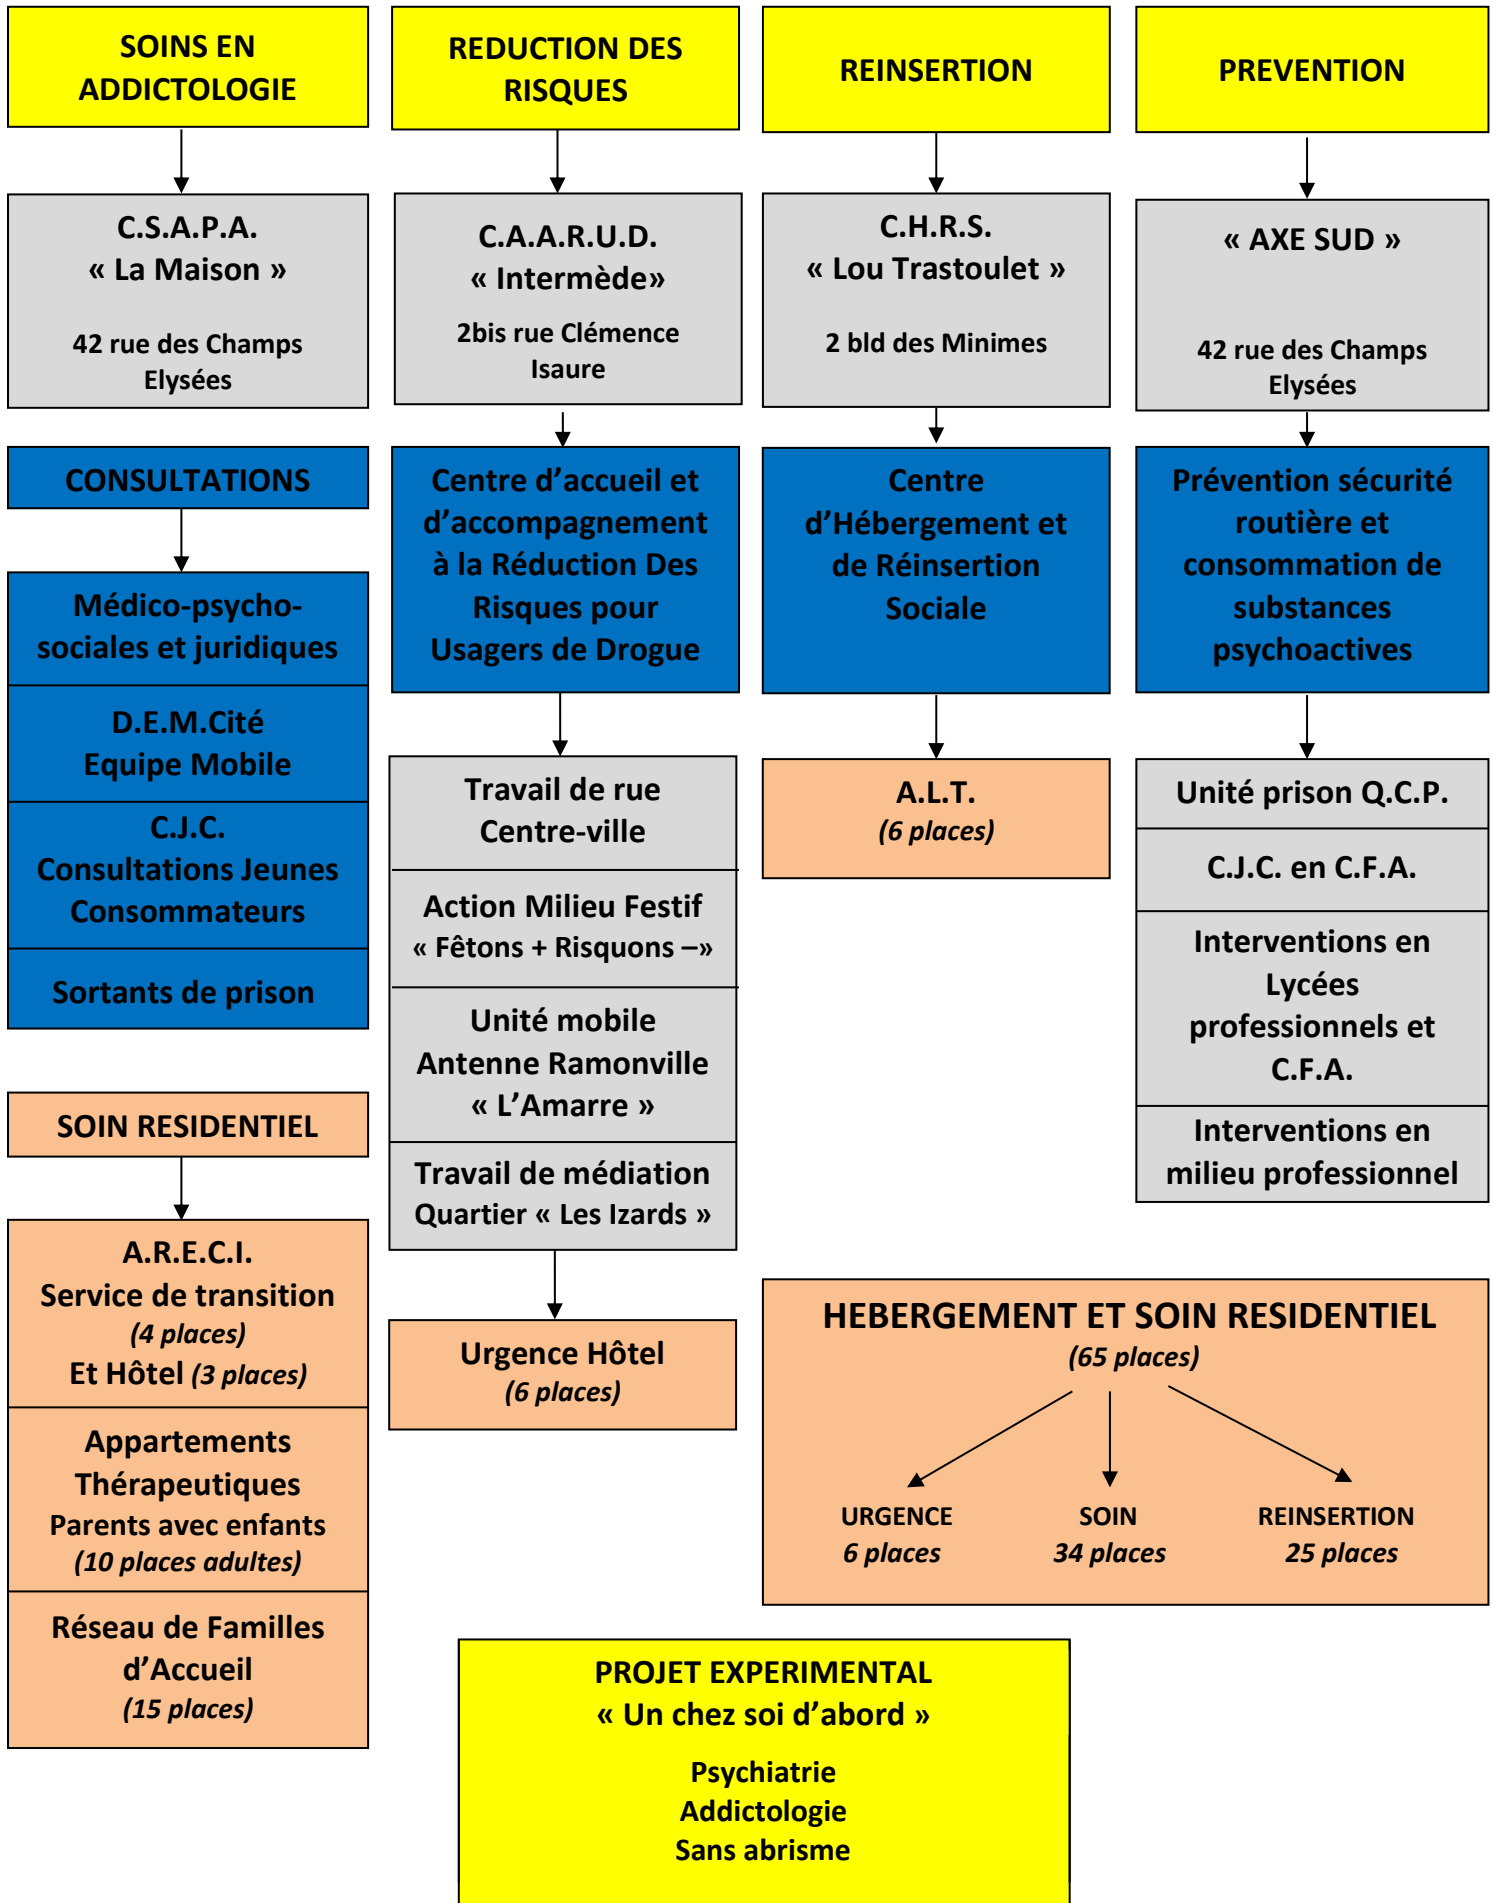 SOINS EN
ADDICTOLOGIE
C.S.A.P.A.
« La Maison »
42 rue des Champs
Elysées
CONSULTATIONS
Médico-psycho-
sociales et juridiques
D.E.M.Cité
Equipe Mobile
C.J.C.
Consultations Jeunes
Consommateurs
Sortants de prison
SOIN RESIDENTIEL
A.R.E.C.I.
Service de transition
(4 places)
Et Hôtel (3 places)
Appartements
Thérapeutiques
Parents avec enfants
(10 places adultes)
Réseau de Familles
d’Accueil
(15 places)
REDUCTION DES
RISQUES
C.A.A.R.U.D.
« Intermède»
2bis rue Clémence
Isaure
Centre d’accueil et
d’accompagnement
à la Réduction Des
Risques pour
Usagers de Drogue
Travail de rue
Centre-ville
Action Milieu Festif
« Fêtons + Risquons –»
Unité mobile
Antenne Ramonville
« L’Amarre »
Travail de médiation
Quartier « Les Izards »
Urgence Hôtel
(6 places)
REINSERTION
C.H.R.S.
« Lou Trastoulet »
2 bld des Minimes
Centre
d’Hébergement et
de Réinsertion
Sociale
A.L.T.
(6 places)
PREVENTION
« AXE SUD »
42 rue des Champs
Elysées
Prévention sécurité
routière et
consommation de
substances
psychoactives
Unité prison Q.C.P.
C.J.C. en C.F.A.
Interventions en
Lycées
professionnels et
C.F.A.
Interventions en
milieu professionnel
HEBERGEMENT ET SOIN RESIDENTIEL
(65 places)
URGENCE
6 places
SOIN
34 places
REINSERTION
25 places
PROJET EXPERIMENTAL
« Un chez soi d’abord »
Psychiatrie
Addictologie
Sans abrisme